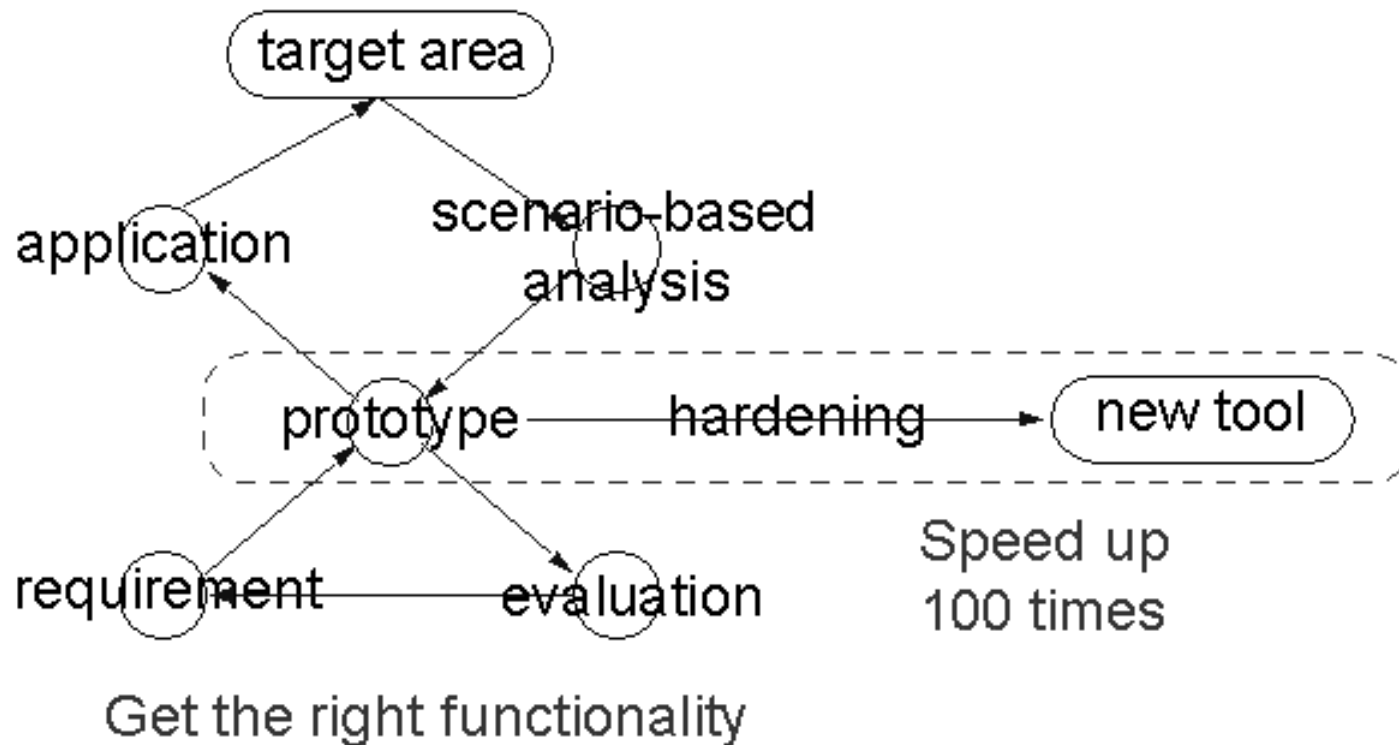 target area
application
scenario-based
analysis
prototype
hardening
new tool
requirement
evaluation
Speed up
100 times
Get the right functionality